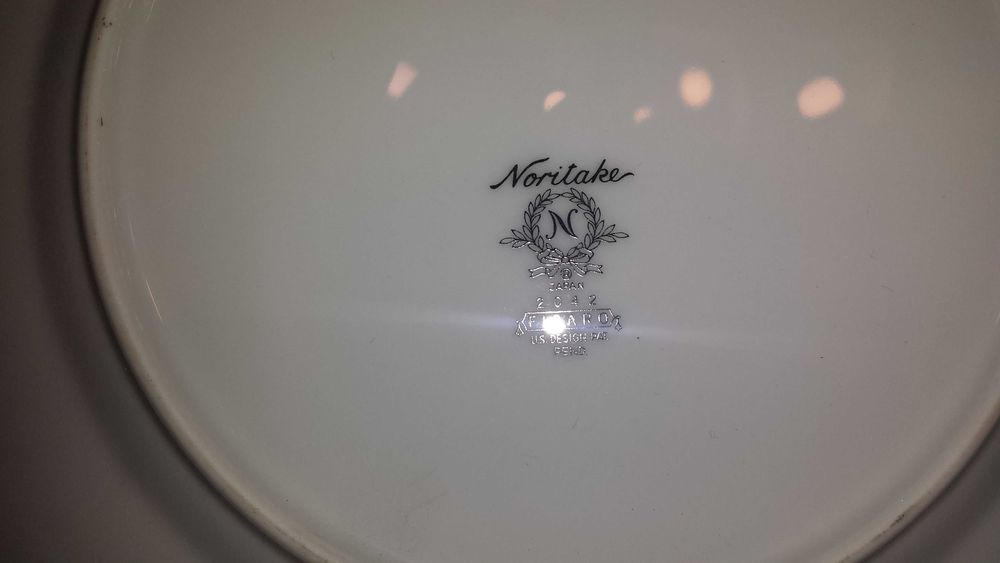 Noritake
N
®
JAPAN
2042
U.S. DESIGN PAT.
PEND.